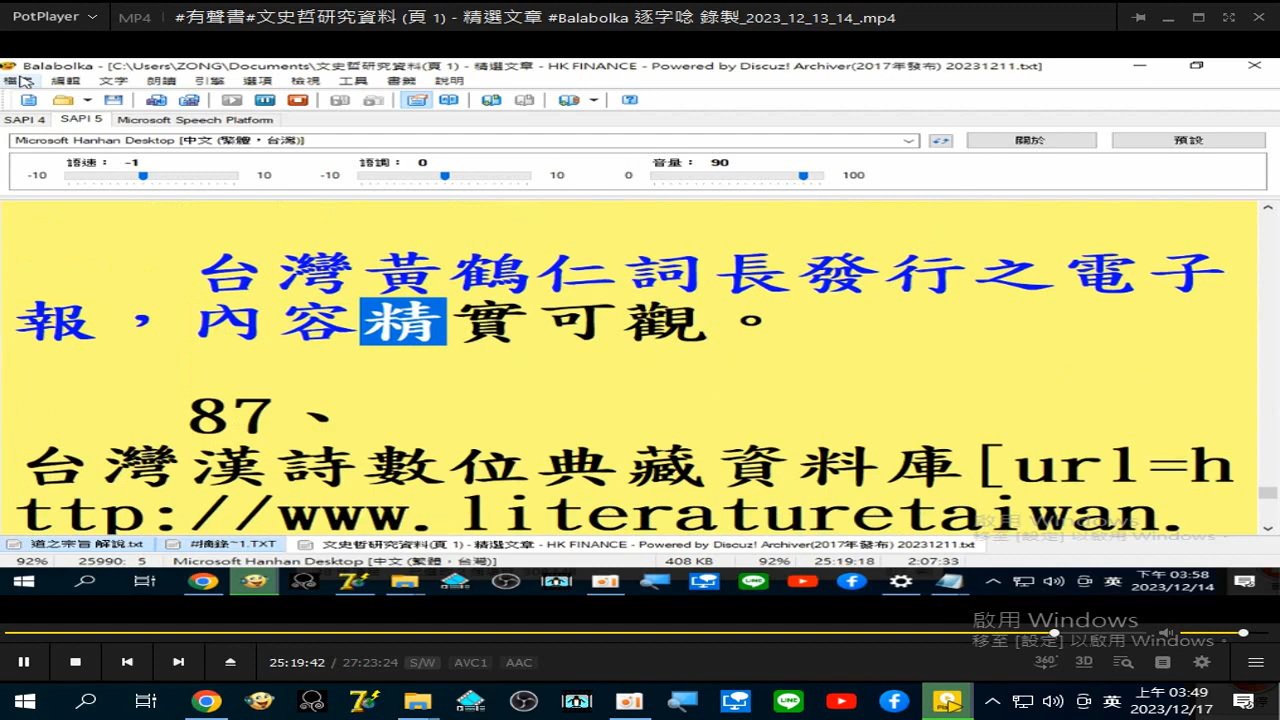 PotPlayer MP4 #有聲書#文史哲研究資料 (頁 1) - 精選文章 #Balabolka 逐字唸 錄製_2023_12_13_14_.mp4
Balabolka - [C:\Users\ZONG\Documents\文史哲研究資料(頁 1) - 精選文章 - HK FINANCE - Powered by Discuz! Archiver(2017年發布) 20231211.txt]
檔案 編輯 文字 朗讀 引擎 選項 檢視 工具 書籤 說明
SAPI 4 SAPI 5 Microsoft Speech Platform
Microsoft Hanhan Desktop [中文 (繁體，台灣)] 關於 預設
語速： -1 語調： 0 音量： 90
-10 10 -10 10 0 100
台灣黃鶴仁詞長發行之電子
報，內容精實可觀。
87、
台灣漢詩數位典藏資料庫[url=h
ttp://www.literaturetaiwan.
啟用 Windows
移至 [設定] 以啟用 Windows。
道之宗旨 解說.txt #摘錄~1.TXT 文史哲研究資料(頁 1) - 精選文章 - HK FINANCE - Powered by Discuz! Archiver(2017年發布) 20231211.txt
92% 25990: 5 Microsoft Hanhan Desktop [中文 (繁體，台灣)] 408 KB 92% 25:19:18 2:07:33
英 下午 03:58
2023/12/14
啟用 Windows
移至 [設定] 以啟用 Windows。
25:19:42 / 27:23:24 S/W AVC1 AAC 360° 3D
英 上午 03:49
2023/12/17